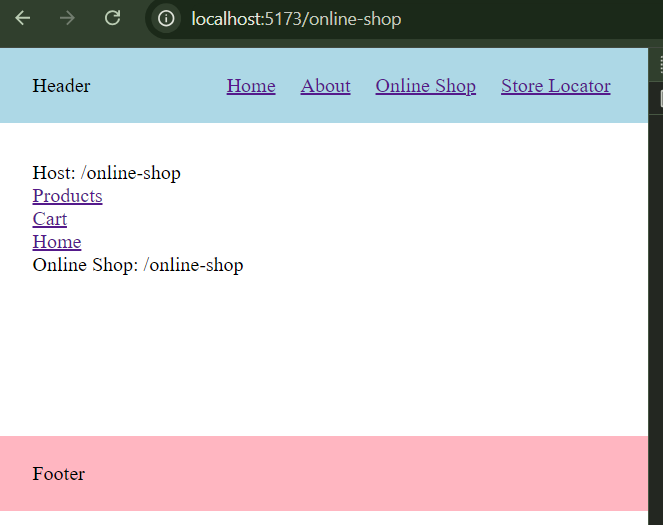 localhost:5173/online-shop
Header Home About Online Shop Store Locator
Host: /online-shop
Products
Cart
Home
Online Shop: /online-shop
Footer